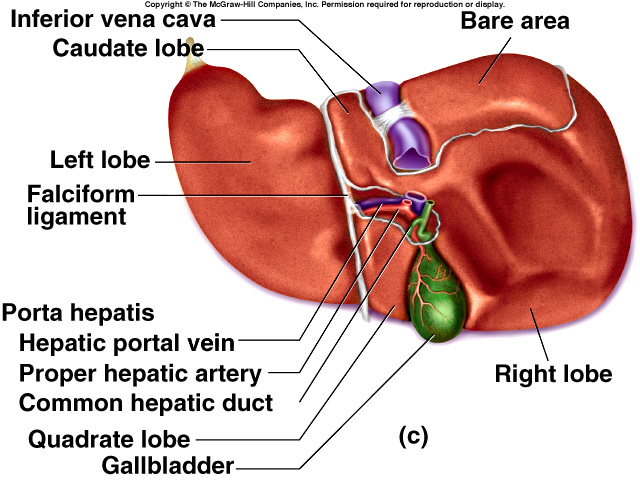 Copyright © The McGraw-Hill Companies, Inc. Permission required for reproduction or display.
Inferior vena cava
Bare area
Caudate lobe
Left lobe
Falciform
ligament
Porta hepatis
Hepatic portal vein
Proper hepatic artery
Common hepatic duct
Right lobe
Quadrate lobe
(c)
Gallbladder